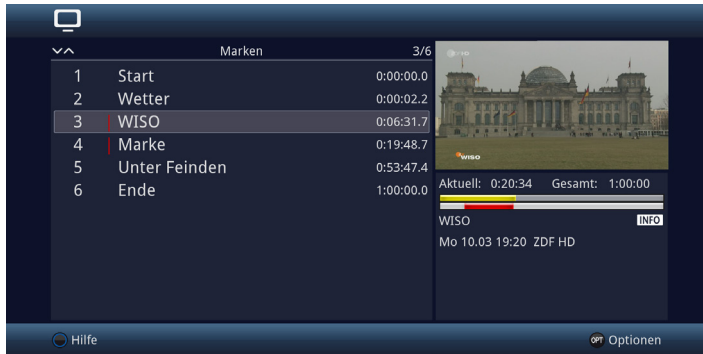 Marken 3/6
1 Start 0:00:00.0
2 Wetter 0:00:02.2
3 WISO 0:06:31.7
4 Marke 0:19:48.7
5 Unter Feinden 0:53:47.4
6 Ende 1:00:00.0
HD
WISO
Aktuell: 0:20:34 Gesamt: 1:00:00
WISO INFO
Mo 10.03 19:20 ZDF HD
Hilfe
OPT Optionen